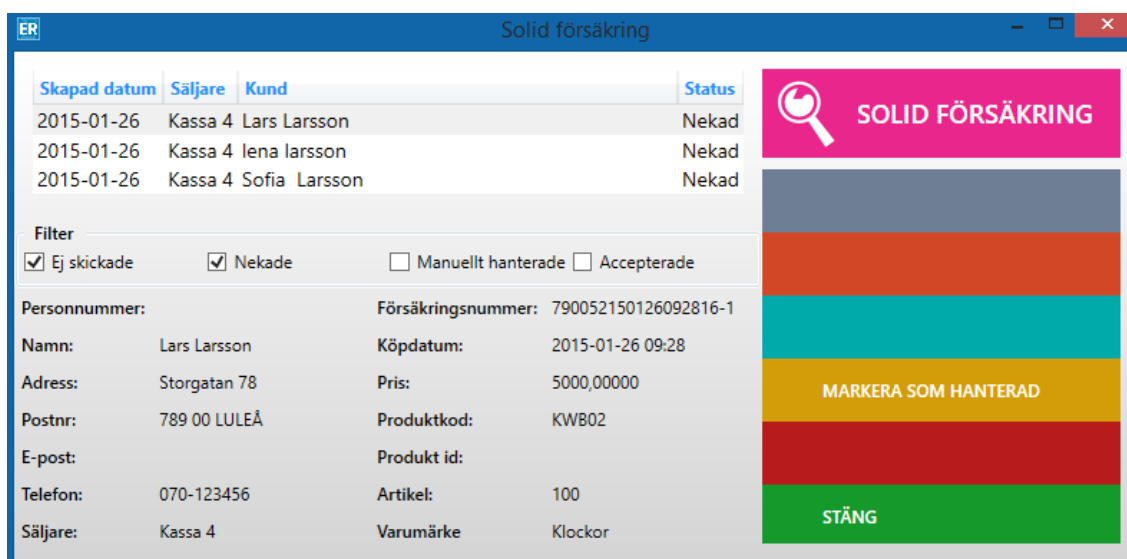 ER Solid försäkring
Skapad datum Säljare Kund Status
2015-01-26 Kassa 4 Lars Larsson Nekad
2015-01-26 Kassa 4 lena larsson Nekad
2015-01-26 Kassa 4 Sofia Larsson Nekad
SOLID FÖRSÄKRING
Filter
Ej skickade Nekade Manuellt hanterade Accepterade
Personnummer: Försäkringsnummer: 790052150126092816-1
Namn: Lars Larsson Köpdatum: 2015-01-26 09:28
Adress: Storgatan 78 Pris: 5000,00000
Postnr: 789 00 LULEÅ Produktkod: KWB02
E-post: Produkt id:
Telefon: 070-123456 Artikel: 100
Säljare: Kassa 4 Varumärke Klockor
MARKERA SOM HANTERAD
STÄNG